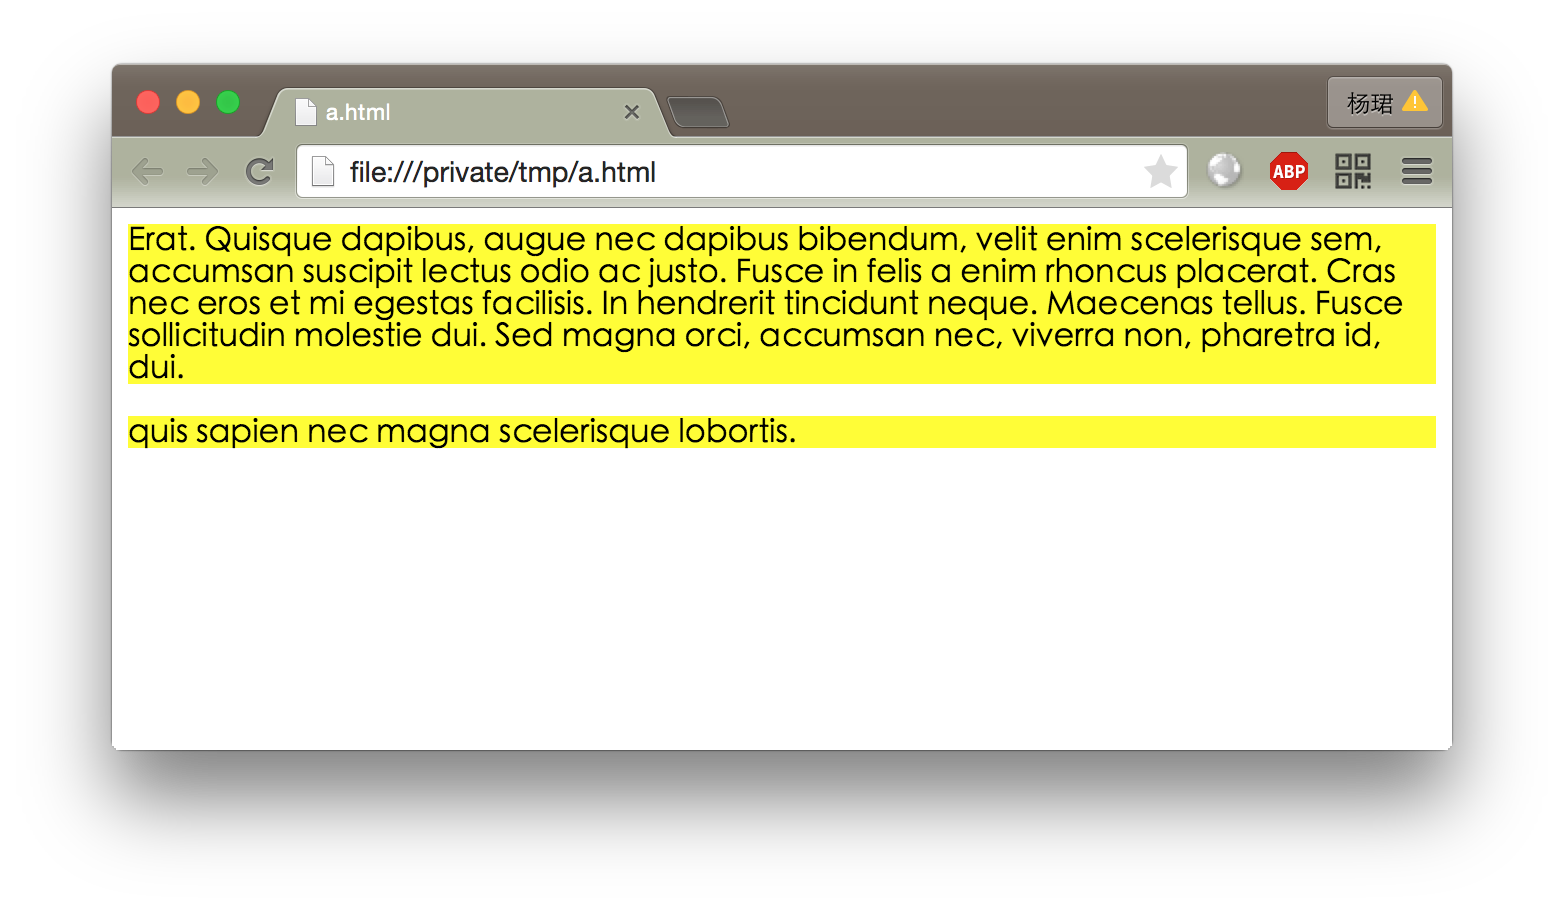 a.html
杨珺
file:///private/tmp/a.html
ABP
Erat. Quisque dapibus, augue nec dapibus bibendum, velit enim scelerisque sem,
accumsan suscipit lectus odio ac justo. Fusce in felis a enim rhoncus placerat. Cras
nec eros et mi egestas facilisis. In hendrerit tincidunt neque. Maecenas tellus. Fusce
sollicitudin molestie dui. Sed magna orci, accumsan nec, viverra non, pharetra id,
dui.
quis sapien nec magna scelerisque lobortis.